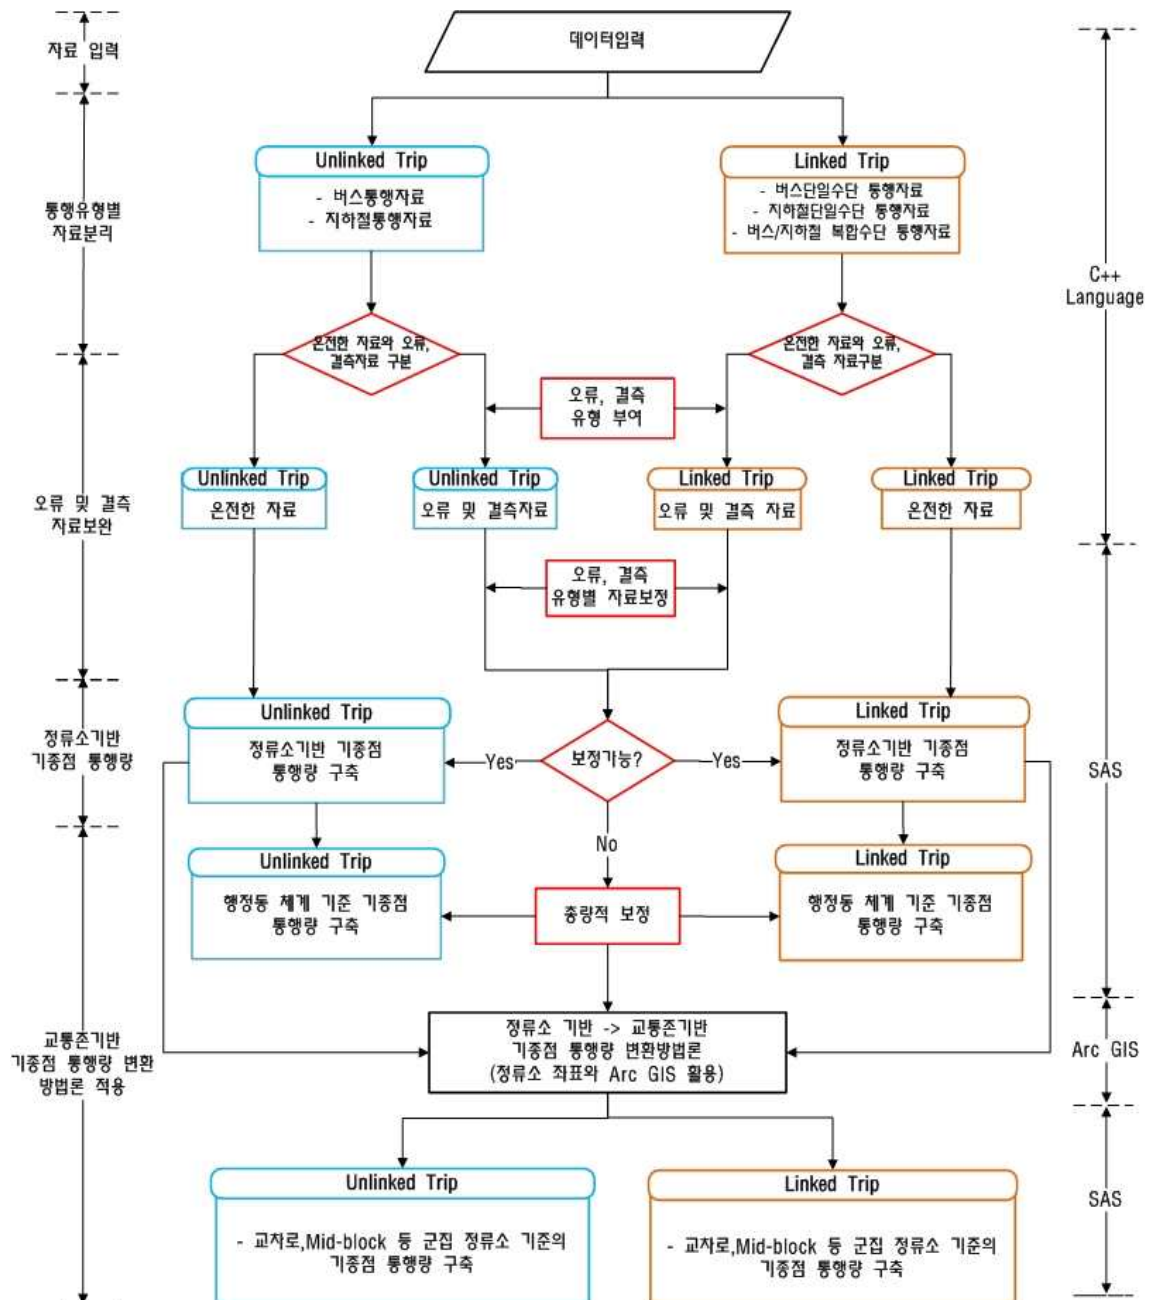 데이터입력
자료 입력
Unlinked Trip
- 버스통행자료
- 지하철통행자료
Linked Trip
- 버스단일수단 통행자료
- 지하철단일수단 통행자료
- 버스/지하철 복합수단 통행자료
통행유형별
자료분리
C++
Language
온전한 자료와 오류,
결측자료 구분
온전한 자료와 오류,
결측 자료구분
오류, 결측
유형 부여
오류 및 결측
자료보완
Unlinked Trip
온전한 자료
Unlinked Trip
오류 및 결측자료
Linked Trip
오류 및 결측 자료
Linked Trip
온전한 자료
오류, 결측
유형별 자료보정
정류소기반
기종점 통행량
Unlinked Trip
정류소기반 기종점
통행량 구축
Yes
보정가능?
Yes
Linked Trip
정류소기반 기종점
통행량 구축
SAS
No
Unlinked Trip
행정동 체계 기준 기종점
통행량 구축
총량적 보정
Linked Trip
행정동 체계 기준 기종점
통행량 구축
교통존기반
기종점 통행량 변환
방법론 적용
정류소 기반 -> 교통존기반
기종점 통행량 변환방법론
(정류소 좌표와 Arc GIS 활용)
Arc GIS
Unlinked Trip
- 교차로,Mid-block 등 군집 정류소 기준의
기종점 통행량 구축
Linked Trip
- 교차로,Mid-block 등 군집 정류소 기준의
기종점 통행량 구축
SAS